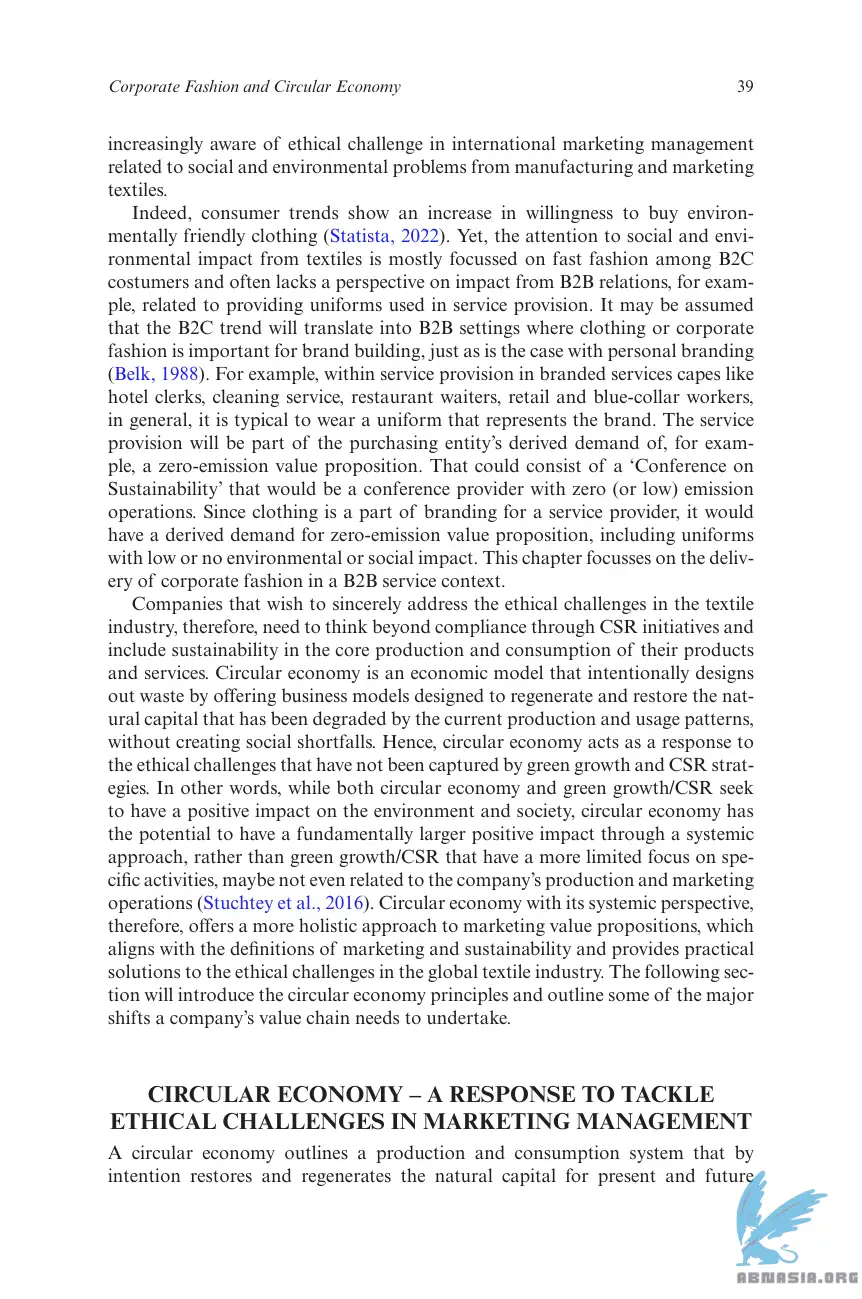 Corporate Fashion and Circular Economy 39
increasingly aware of ethical challenge in international marketing management
related to social and environmental problems from manufacturing and marketing
textiles.
Indeed, consumer trends show an increase in willingness to buy environ-
mentally friendly clothing (Statista, 2022). Yet, the attention to social and envi-
ronmental impact from textiles is mostly focussed on fast fashion among B2C
costumers and often lacks a perspective on impact from B2B relations, for exam-
ple, related to providing uniforms used in service provision. It may be assumed
that the B2C trend will translate into B2B settings where clothing or corporate
fashion is important for brand building, just as is the case with personal branding
(Belk, 1988). For example, within service provision in branded services capes like
hotel clerks, cleaning service, restaurant waiters, retail and blue-collar workers,
in general, it is typical to wear a uniform that represents the brand. The service
provision will be part of the purchasing entity's derived demand of, for exam-
ple, a zero-emission value proposition. That could consist of a ‘Conference on
Sustainability’ that would be a conference provider with zero (or low) emission
operations. Since clothing is a part of branding for a service provider, it would
have a derived demand for zero-emission value proposition, including uniforms
with low or no environmental or social impact. This chapter focusses on the deliv-
ery of corporate fashion in a B2B service context.
Companies that wish to sincerely address the ethical challenges in the textile
industry, therefore, need to think beyond compliance through CSR initiatives and
include sustainability in the core production and consumption of their products
and services. Circular economy is an economic model that intentionally designs
out waste by offering business models designed to regenerate and restore the nat-
ural capital that has been degraded by the current production and usage patterns,
without creating social shortfalls. Hence, circular economy acts as a response to
the ethical challenges that have not been captured by green growth and CSR strat-
egies. In other words, while both circular economy and green growth/CSR seek
to have a positive impact on the environment and society, circular economy has
the potential to have a fundamentally larger positive impact through a systemic
approach, rather than green growth/CSR that have a more limited focus on spe-
cific activities, maybe not even related to the company's production and marketing
operations (Stuchtey et al., 2016). Circular economy with its systemic perspective,
therefore, offers a more holistic approach to marketing value propositions, which
aligns with the definitions of marketing and sustainability and provides practical
solutions to the ethical challenges in the global textile industry. The following sec-
tion will introduce the circular economy principles and outline some of the major
shifts a company's value chain needs to undertake.
CIRCULAR ECONOMY – A RESPONSE TO TACKLE
ETHICAL CHALLENGES IN MARKETING MANAGEMENT
A circular economy outlines a production and consumption system that by
intention restores and regenerates the natural capital for present and future
ABNASIA.ORG